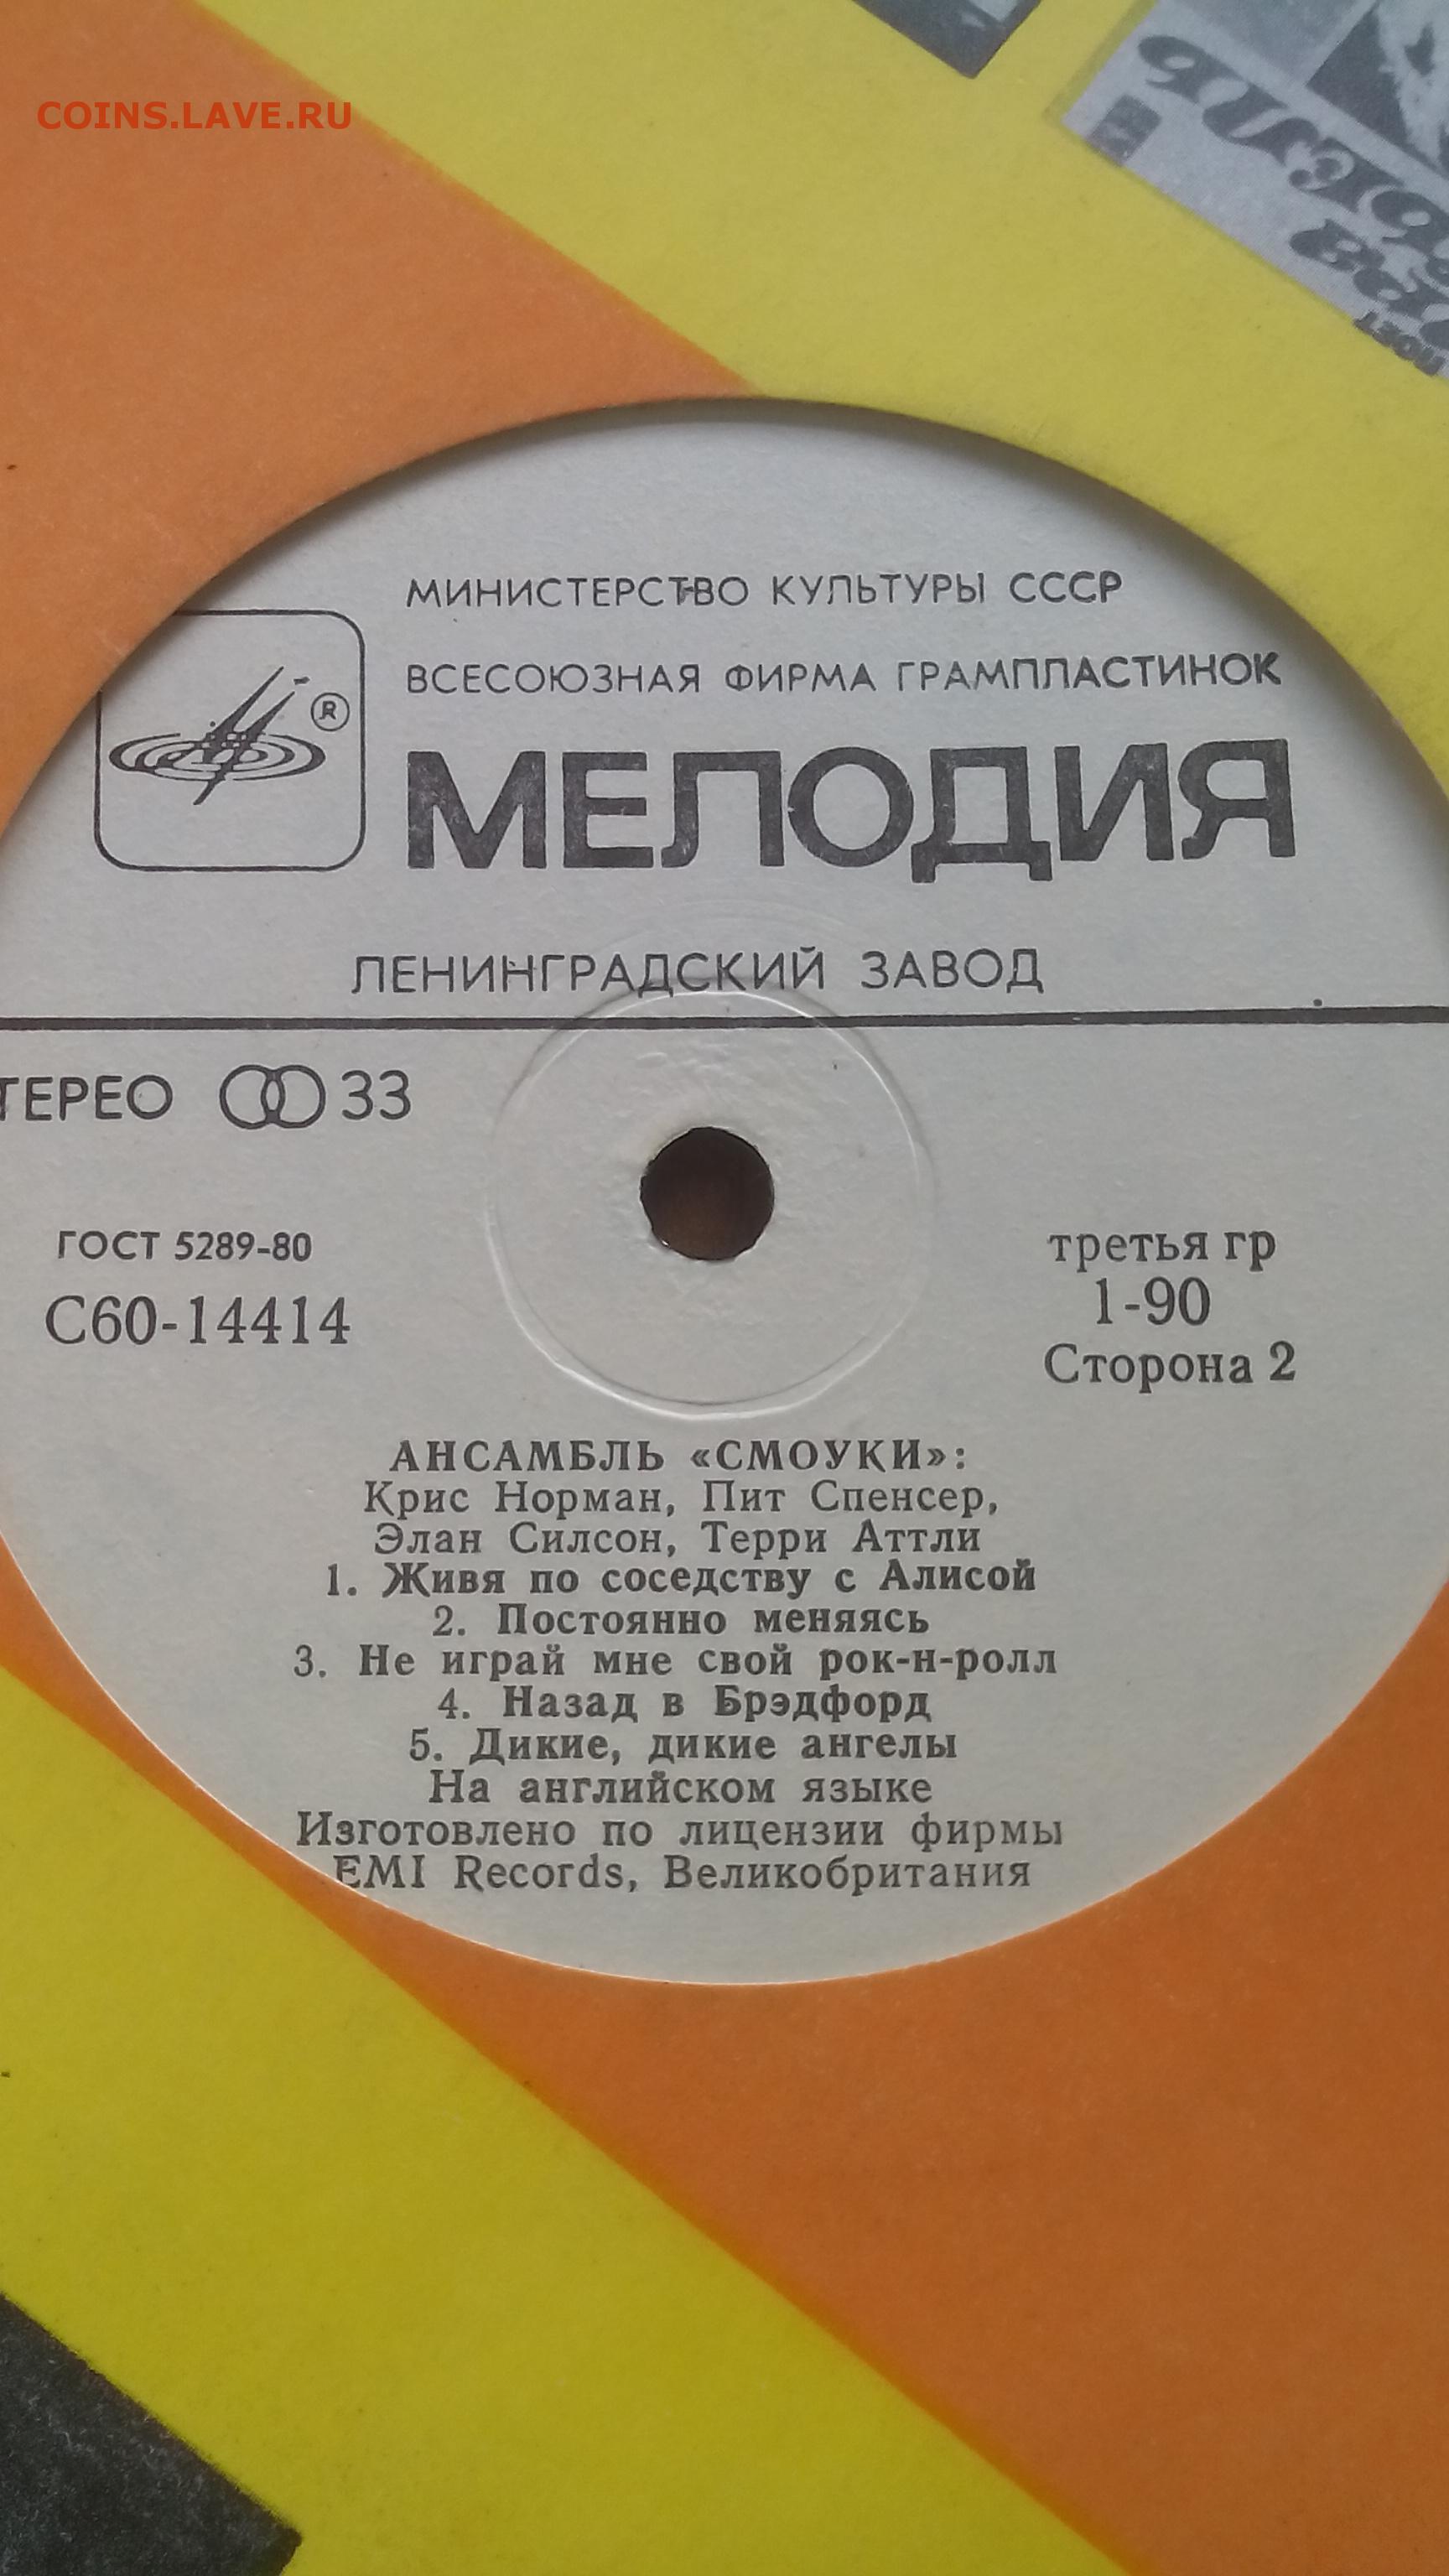 COINS.LAVE.RU
МИНИСТЕРСТВО КУЛЬТУРЫ СССР
ВСЕСОЮЗНАЯ ФИРМА ГРАМПЛАСТИНОК
®
МЕЛОДИЯ
ЛЕНИНГРАДСКИЙ ЗАВОД
ТЕРЕО 33
ГОСТ 5289-80
С60-14414
третья гр
1-90
Сторона 2
АНСАМБЛЬ «СМОУКИ»:
Крис Норман, Пит Спенсер,
Элан Силсон, Терри Аттли
1. Живя по соседству с Алисой
2. Постоянно меняясь
3. Не играй мне свой рок-н-ролл
4. Назад в Брэдфорд
5. Дикие, дикие ангелы
На английском языке
Изготовлено по лицензии фирмы
EMI Records, Великобритания